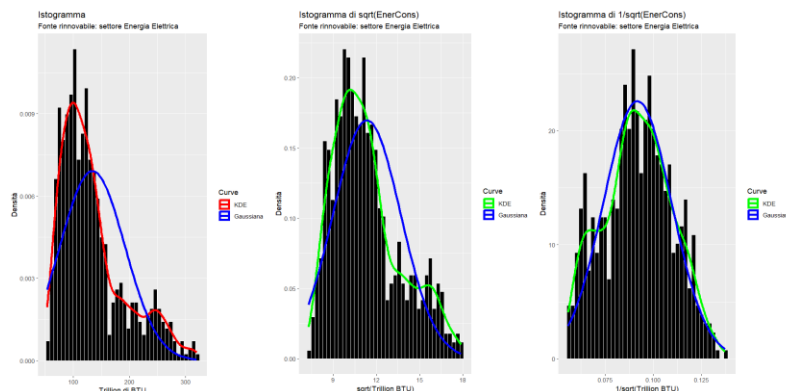 Istogramma
Fonte rinnovabile: settore Energia Elettrica
Densità
0.009
0.006
0.003
0.000
100
200
300
Trilion di BTU
Curve
KDE
Gaussiana
Istogramma di sqrt(EnerCons)
Fonte rinnovabile: settore Energia Elettrica
Densità
0.20
0.15
0.10
0.05
0.00
9
12
15
18
sqrt(Trillion BTU)
Curve
KDE
Gaussiana
Istogramma di 1/sqrt(EnerCons)
Fonte rinnovabile: settore Energia Elettrica
Densità
20
10
0
0.075
0.100
0.125
1/sqrt(Trillion BTU)
Curve
KDE
Gaussiana